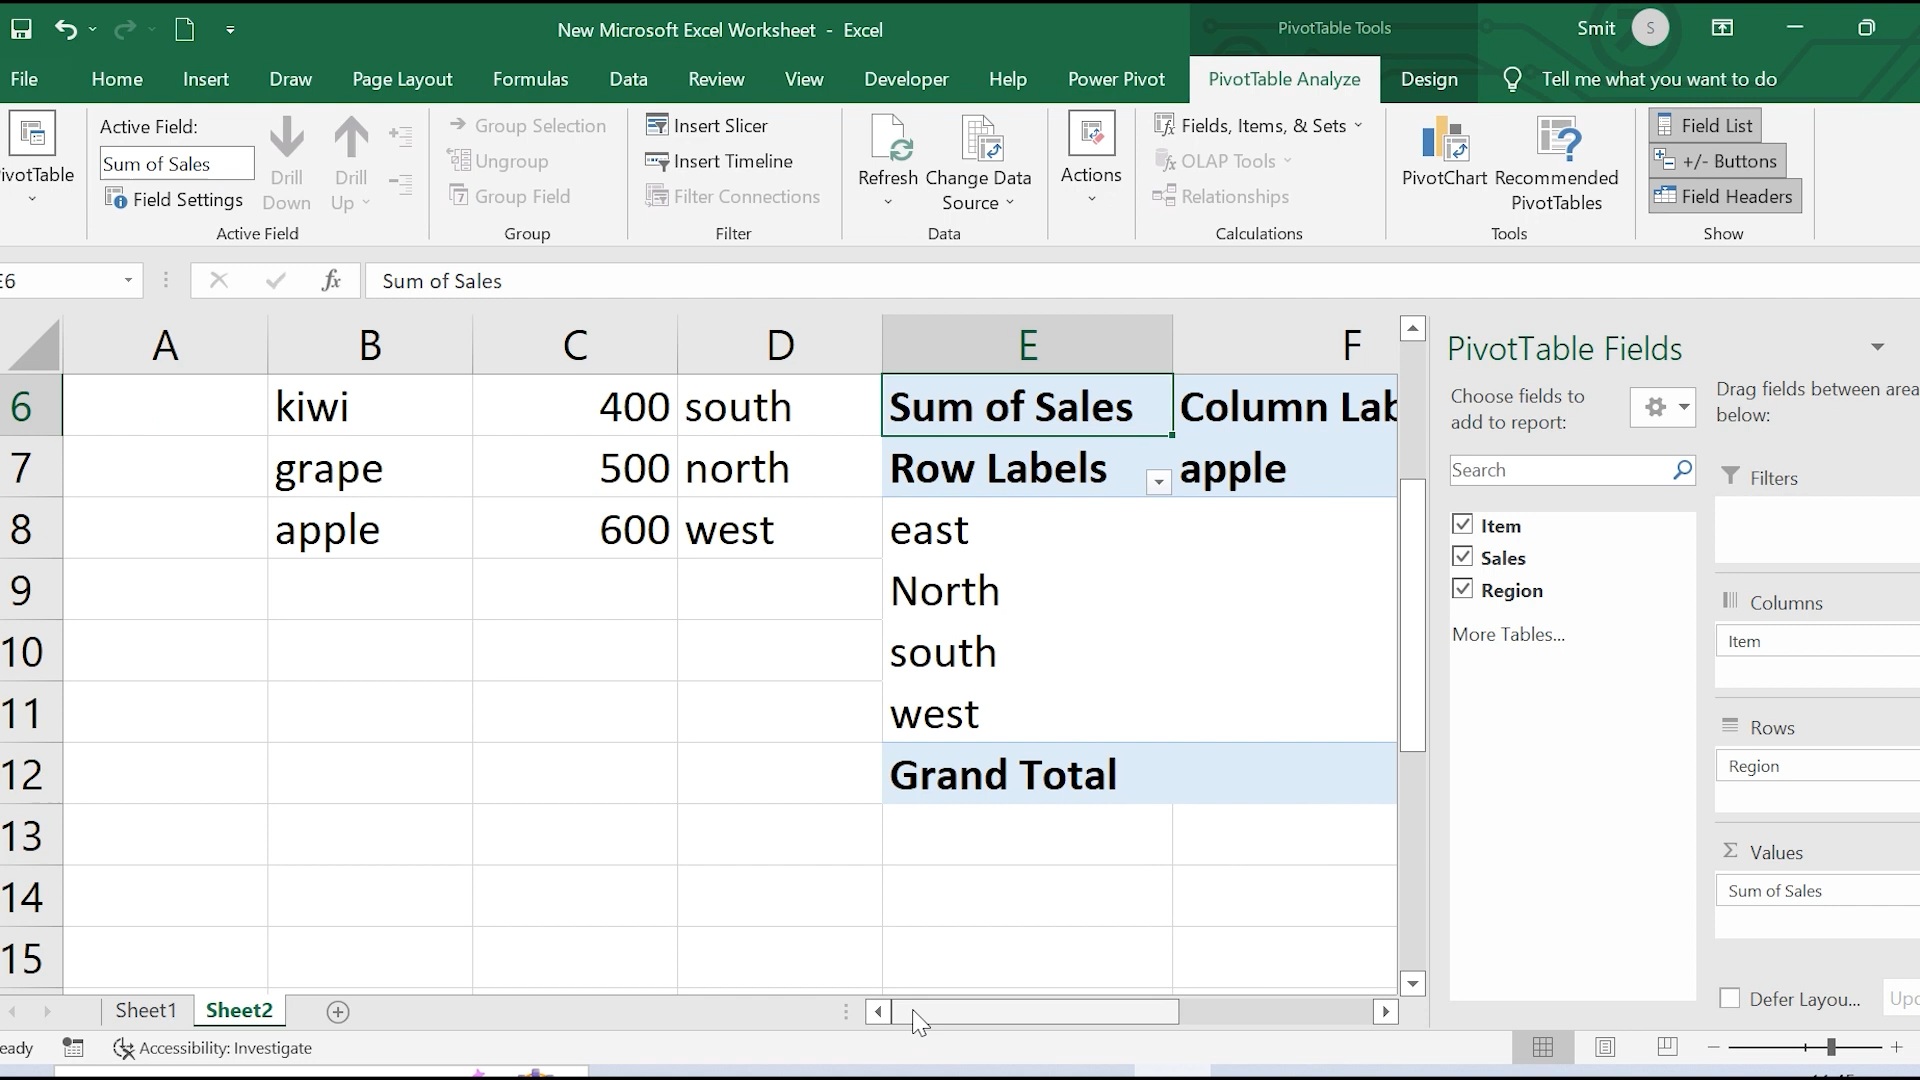 New Microsoft Excel Worksheet - Excel
PivotTable Tools
Smit
S
File Home Insert Draw Page Layout Formulas Data Review View Developer Help Power Pivot PivotTable Analyze Design Tell me what you want to do
ivotTable
Active Field:
Sum of Sales
Field Settings
Drill Down
Drill Up
Active Field
Group Selection
Ungroup
Group Field
Group
Insert Slicer
Insert Timeline
Filter Connections
Filter
Refresh
Change Data Source
Data
Actions
Fields, Items, & Sets
OLAP Tools
Relationships
Calculations
PivotChart
Recommended PivotTables
Tools
Field List
+/- Buttons
Field Headers
Show
E6
fx
Sum of Sales
A B C D E F
6 kiwi 400 south Sum of Sales Column Lab
7 grape 500 north Row Labels apple
8 apple 600 west east
9 North
10 south
11 west
12 Grand Total
13
14
15
PivotTable Fields
Choose fields to add to report:
Search
Item
Sales
Region
More Tables...
Drag fields between area
below:
Filters
Columns
Item
Rows
Region
Σ Values
Sum of Sales
Defer Layou...
Upd
Sheet1 Sheet2
eady
Accessibility: Investigate